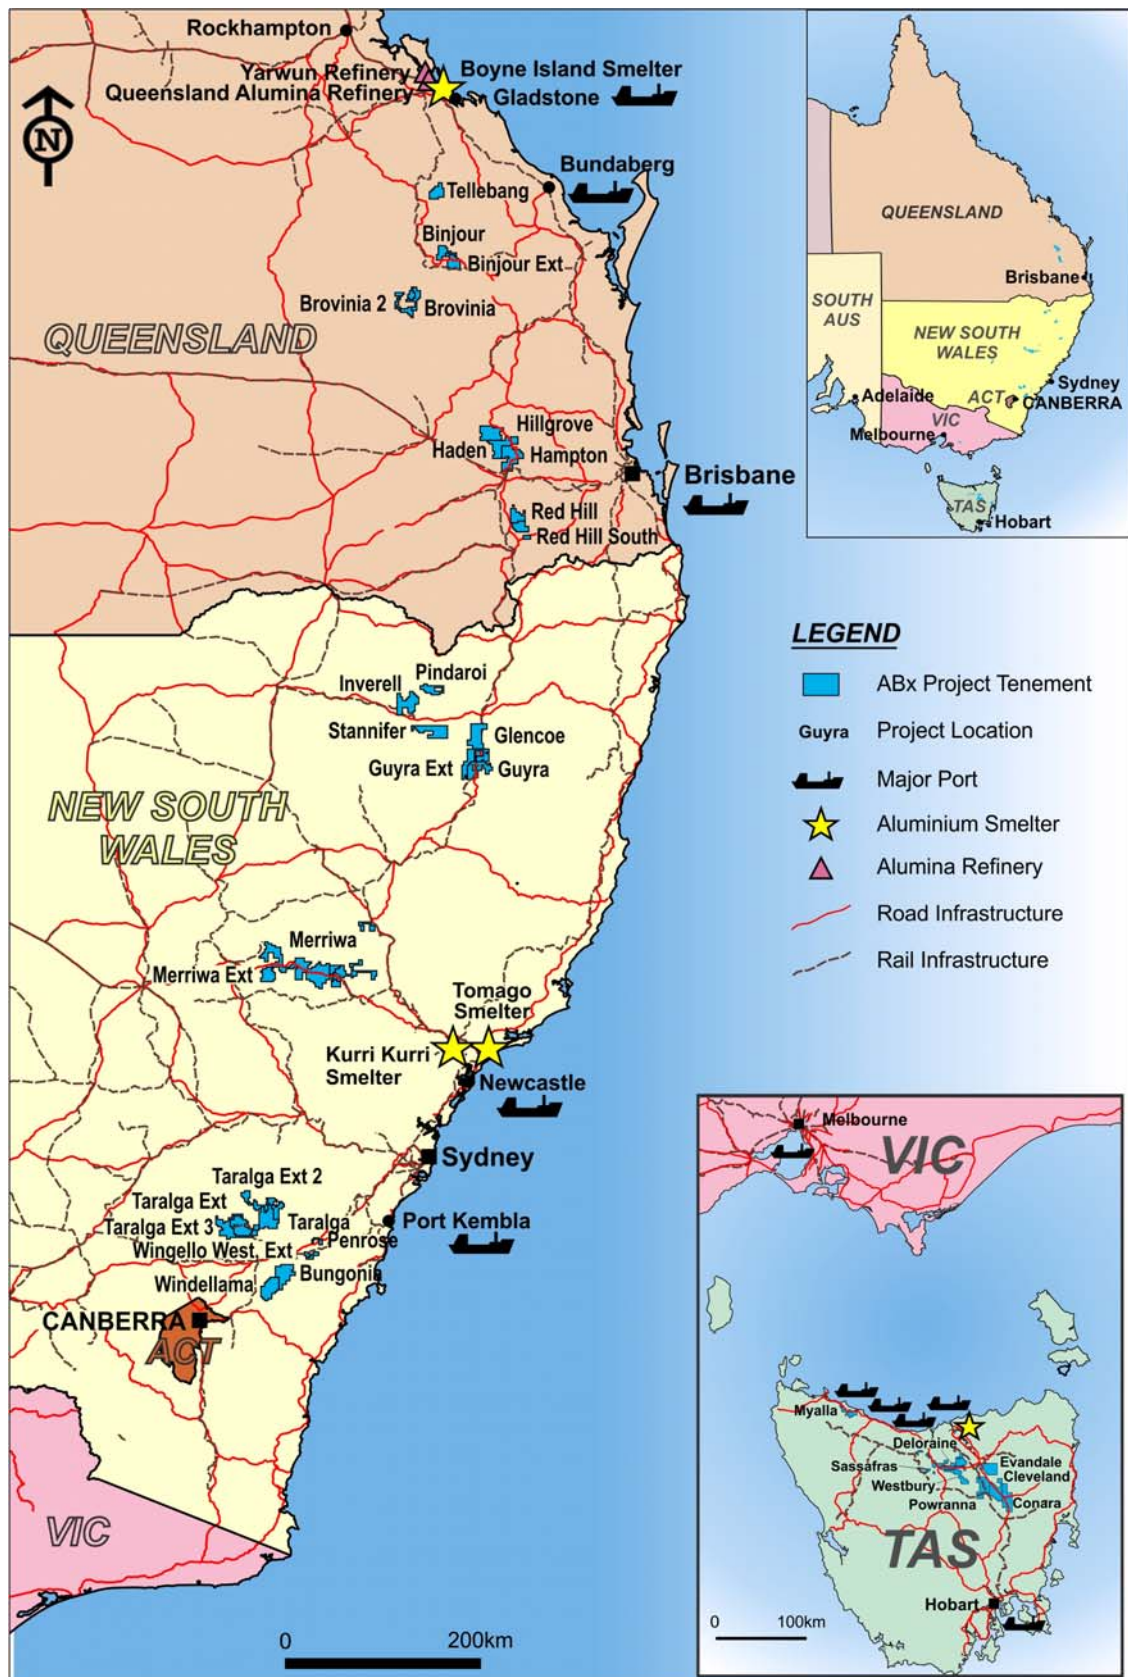 Rockhampton
Yarwun Refinery
Queensland Alumina Refinery
Boyne Island Smelter
Gladstone
N
Bundaberg
Tellebang
Binjour
Binjour Ext
Brovinia 2
Brovinia
QUEENSLAND
Hillgrove
Haden
Hampton
Brisbane
Red Hill
Red Hill South
Pindaroi
Inverell
Stannifer
Glencoe
Guyra Ext
Guyra
NEW SOUTH
WALES
Merriwa
Merriwa Ext
Tomago
Smelter
Kurri Kurri
Smelter
Newcastle
Sydney
Taralga Ext 2
Taralga Ext
Taralga Ext 3
Taralga
Port Kembla
Penrose
Wingello West, Ext
Bungonia
Windellama
CANBERRA
ACT
VIC
0 200km
QUEENSLAND
Brisbane
SOUTH
AUS
NEW SOUTH
WALES
Sydney
ACT
CANBERRA
Adelaide
VIC
Melbourne
TAS
Hobart
LEGEND
ABx Project Tenement
Guyra Project Location
Major Port
Aluminium Smelter
Alumina Refinery
Road Infrastructure
Rail Infrastructure
Melbourne
VIC
Myalla
Deloraine
Sassafras
Evandale
Cleveland
Westbury
Powranna
Conara
TAS
Hobart
0 100km